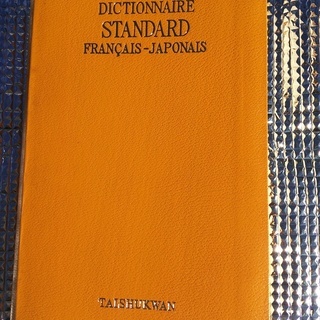 DICTIONNAIRE
STANDARD
FRANÇAIS-JAPONAIS
TAISHUKWAN